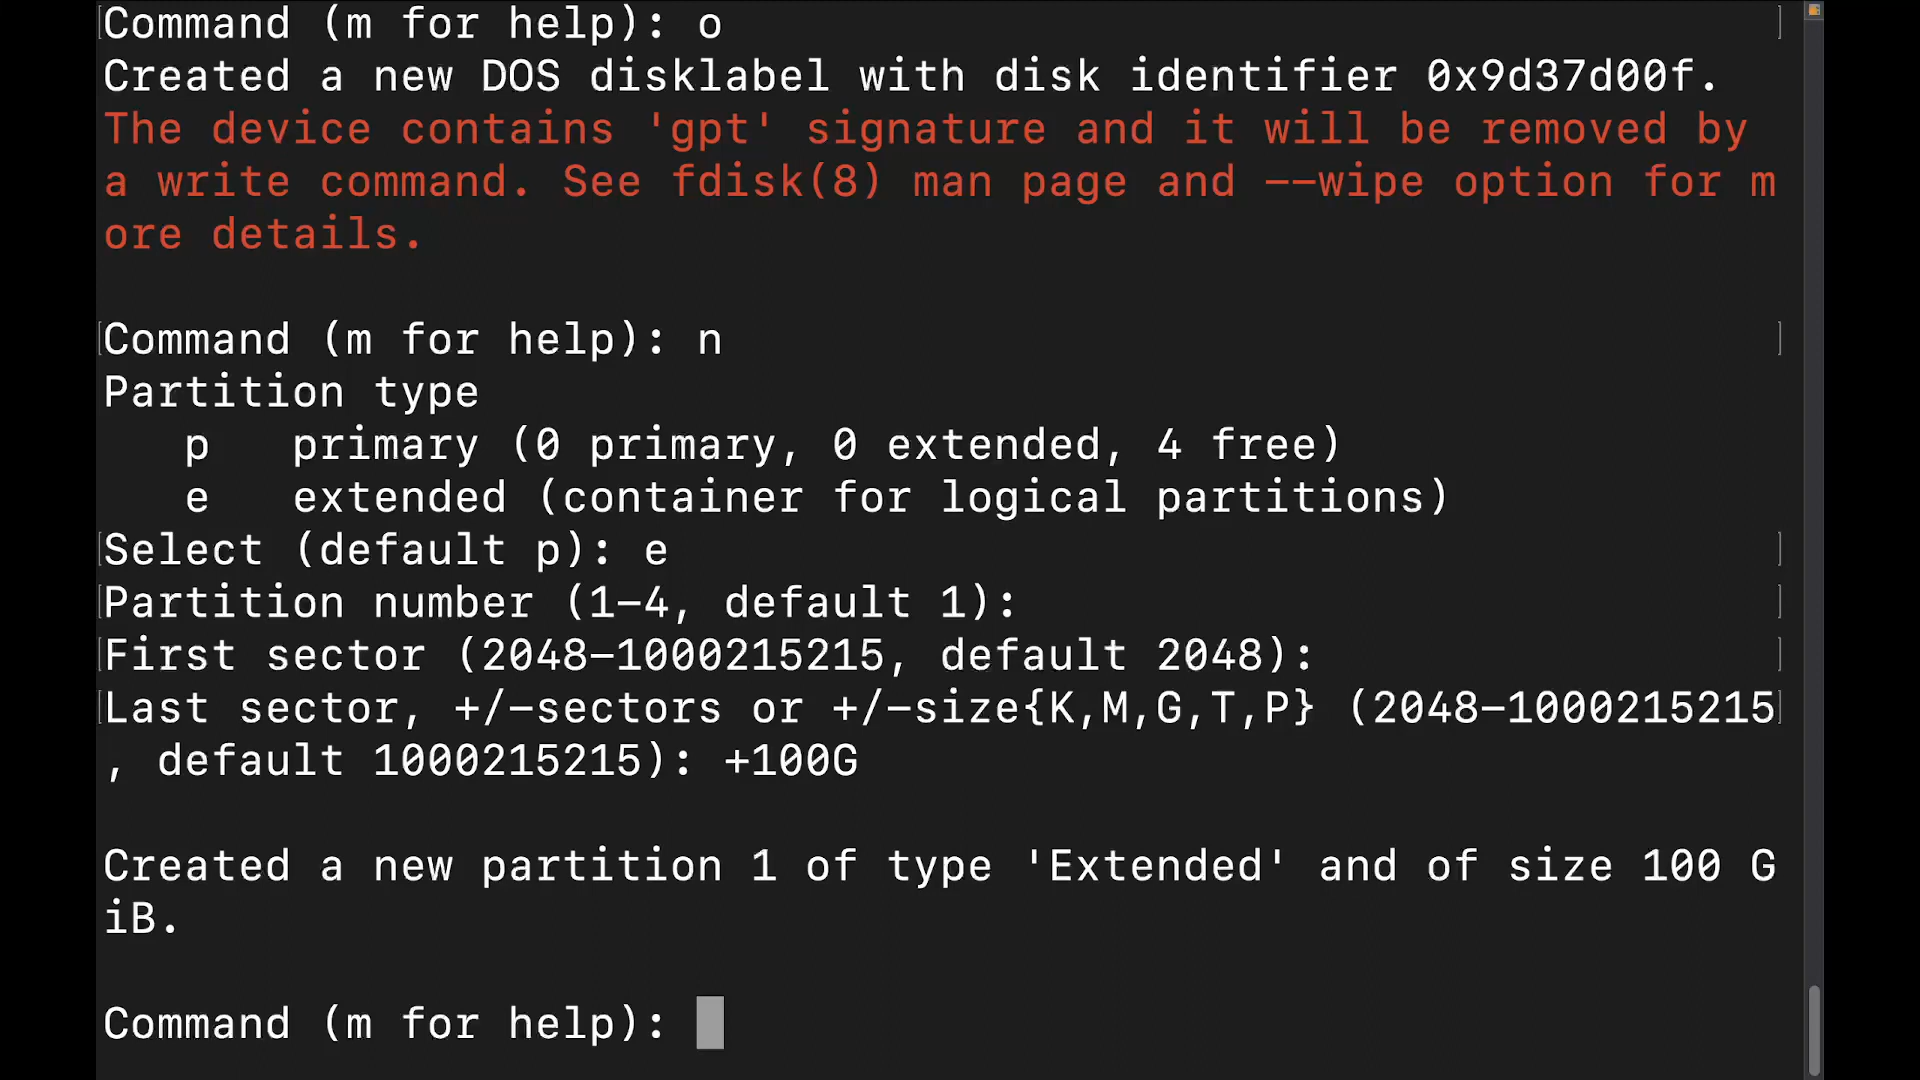 Command (m for help): o
Created a new DOS disklabel with disk identifier 0x9d37d00f.
The device contains 'gpt' signature and it will be removed by
a write command. See fdisk(8) man page and --wipe option for m
ore details.
Command (m for help): n
Partition type
p   primary (0 primary, 0 extended, 4 free)
e   extended (container for logical partitions)
Select (default p): e
Partition number (1-4, default 1):
First sector (2048-1000215215, default 2048):
Last sector, +/-sectors or +/-size{K,M,G,T,P} (2048-1000215215
, default 1000215215): +100G
Created a new partition 1 of type 'Extended' and of size 100 G
iB.
Command (m for help):